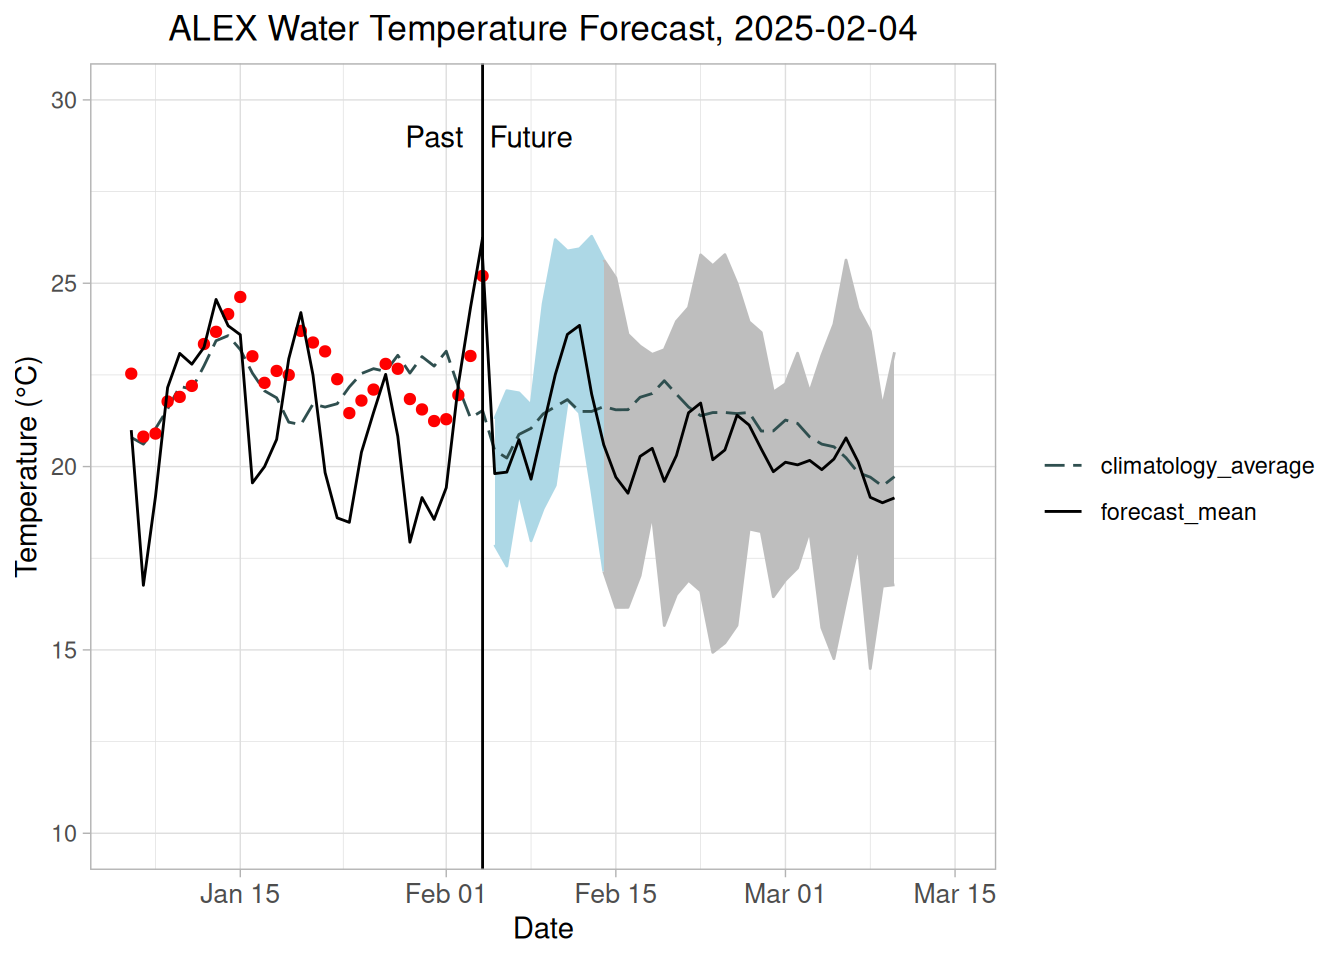 ALEX Water Temperature Forecast, 2025-02-04
30
25
20
15
10
Temperature (°C)
Past
Future
climatology_average
forecast_mean
Jan 15
Feb 01
Feb 15
Mar 01
Mar 15
Date